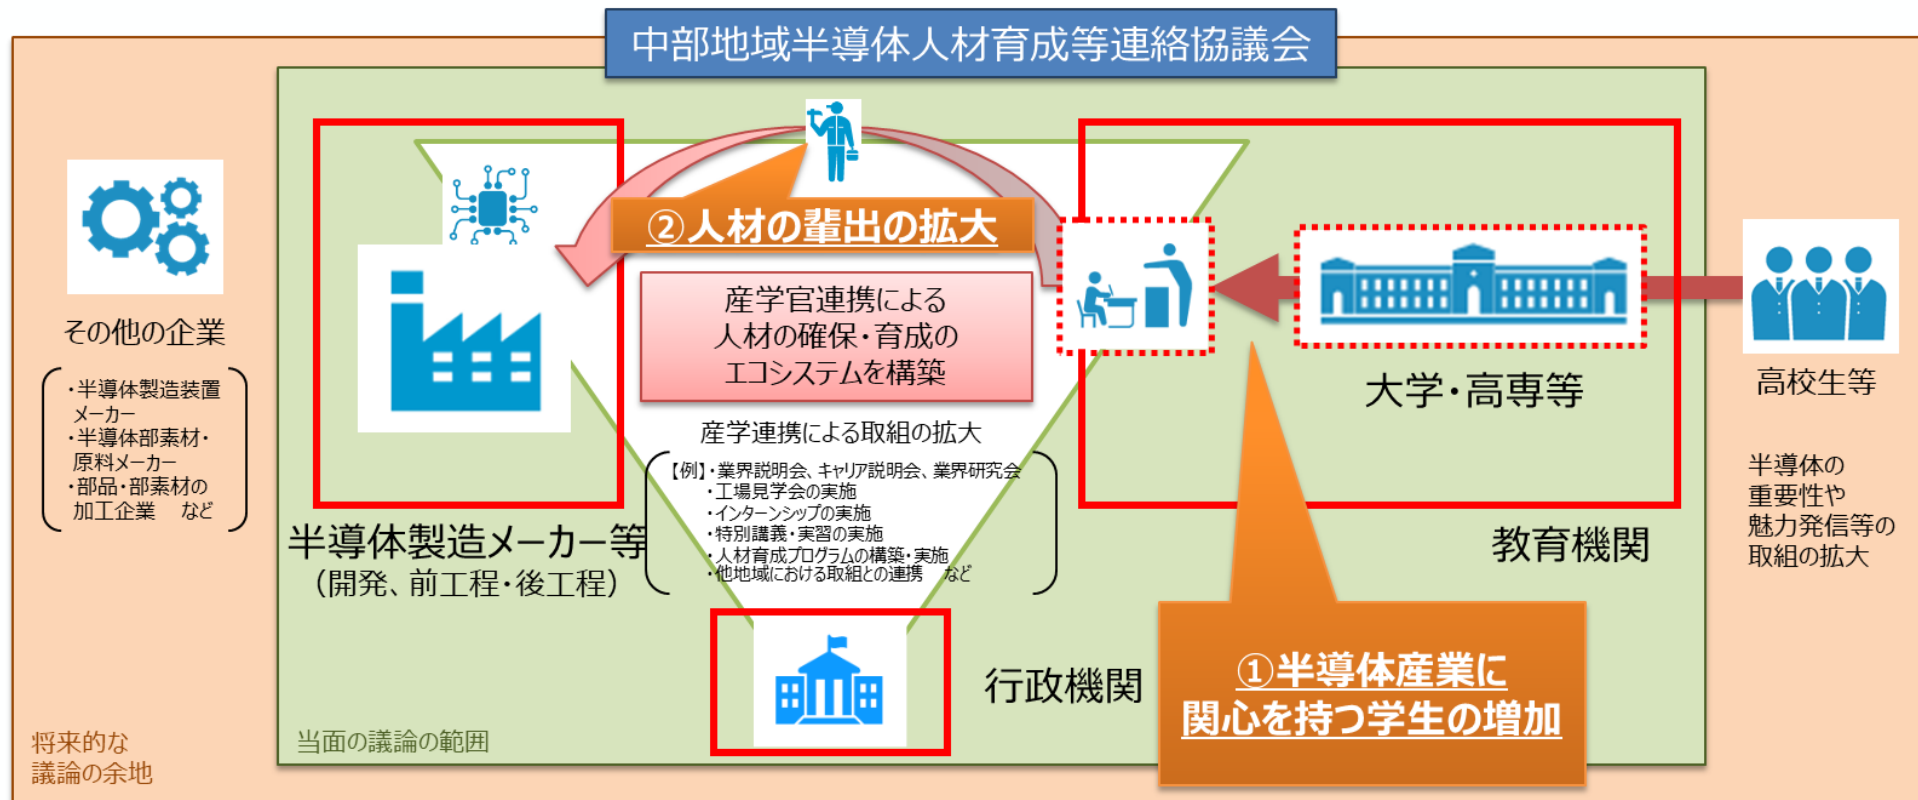 中部地域半導体人材育成等連絡協議会
その他の企業
・半導体製造装置
メーカー
・半導体部素材・
原料メーカー
・部品・部素材の
加工企業 など
②人材の輩出の拡大
産学官連携による
人材の確保・育成の
エコシステムを構築
産学連携による取組の拡大
【例】・業界説明会、キャリア説明会、業界研究会
・工場見学会の実施
・インターンシップの実施
・特別講義・実習の実施
・人材育成プログラムの構築・実施
・他地域における取組との連携 など
半導体製造メーカー等
（開発、前工程・後工程）
大学・高専等
教育機関
高校生等
半導体の
重要性や
魅力発信等の
取組の拡大
行政機関
①半導体産業に
関心を持つ学生の増加
当面の議論の範囲
将来的な
議論の余地